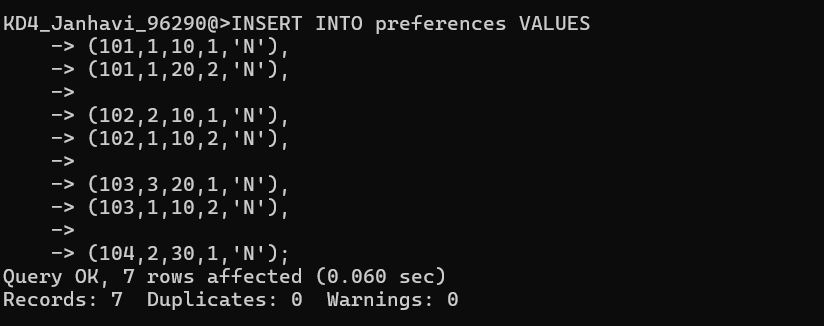 KD4_Janhavi_96290@>INSERT INTO preferences VALUES
    -> (101,1,10,1,'N'),
    -> (101,1,20,2,'N'),
    ->
    -> (102,2,10,1,'N'),
    -> (102,1,10,2,'N'),
    ->
    -> (103,3,20,1,'N'),
    -> (103,1,10,2,'N'),
    ->
    -> (104,2,30,1,'N');
Query OK, 7 rows affected (0.060 sec)
Records: 7  Duplicates: 0  Warnings: 0